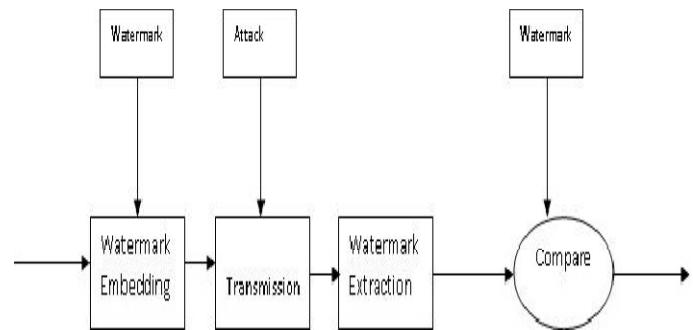 Watermark
Attack
Watermark
Watermark
Embedding
Transmission
Watermark
Extraction
Compare